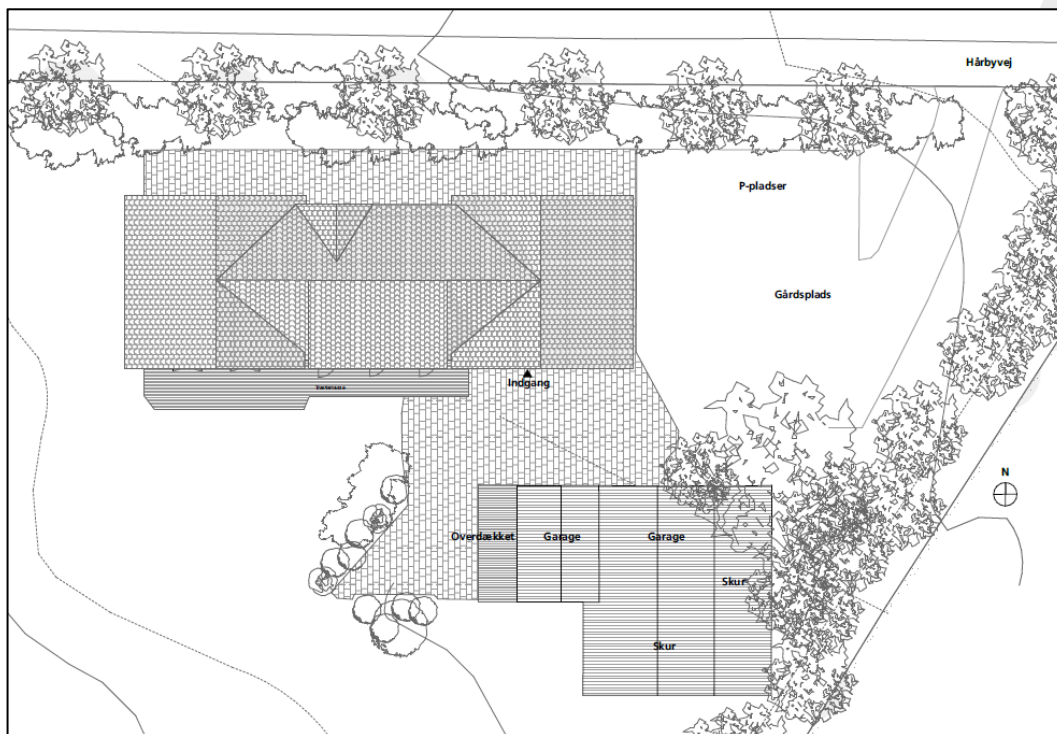 Hårbyvej
P-pladser
Gårdsplads
Indgang
N
Overdækket
Garage
Garage
Skur
Skur